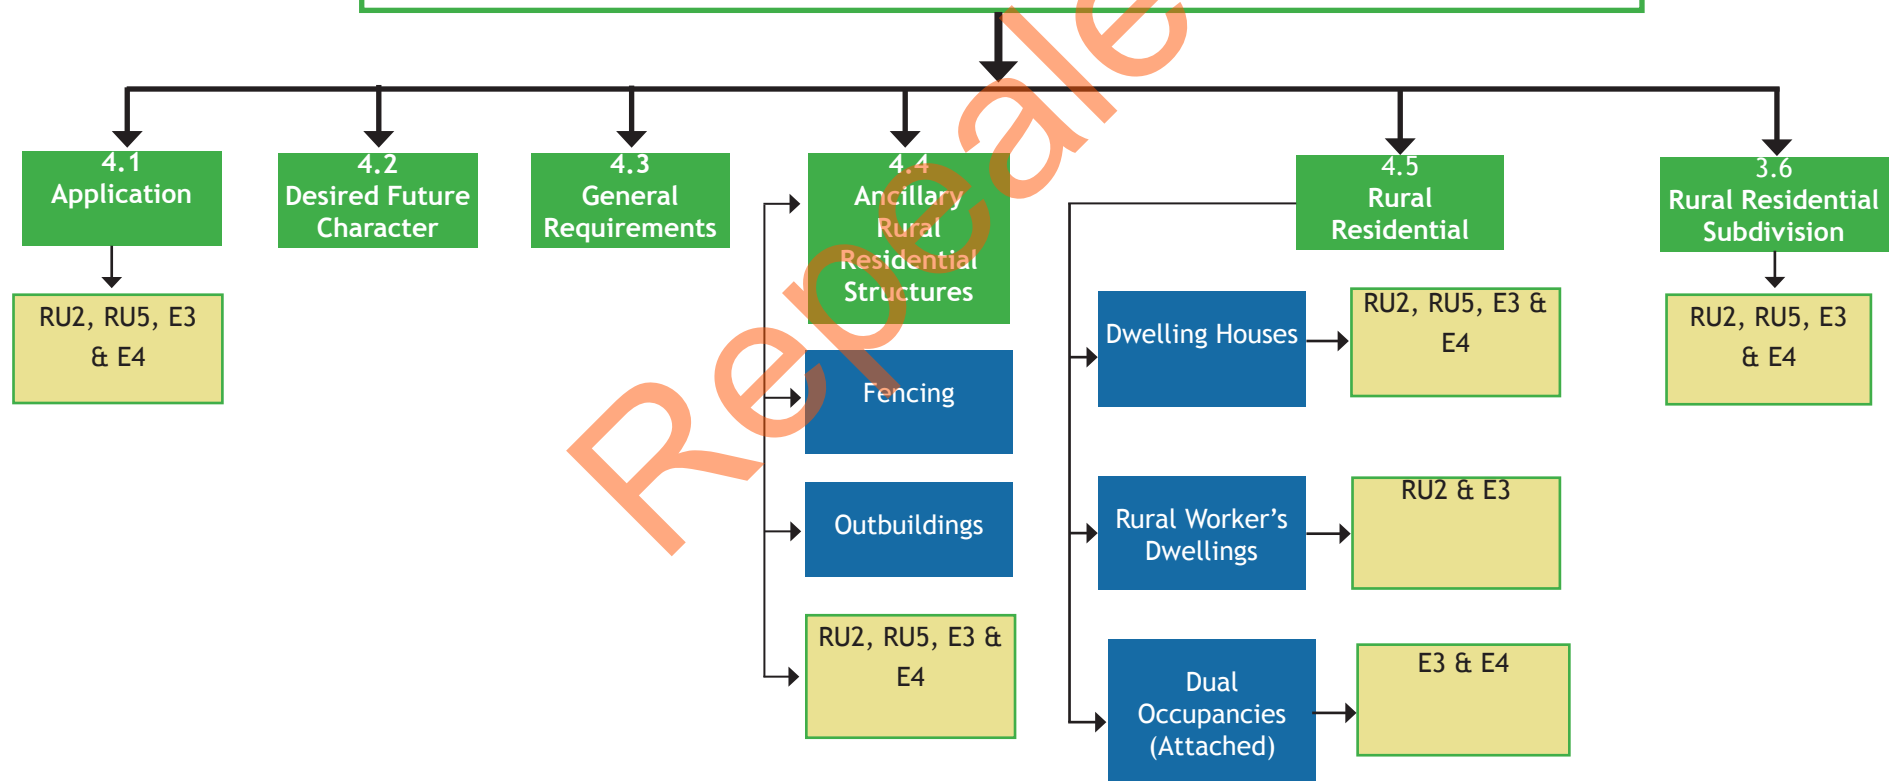 4.1
Application
RU2, RU5, E3
& E4
4.2
Desired Future
Character
4.3
General
Requirements
4.4
Ancillary
Rural
Residential
Structures
Fencing
Outbuildings
RU2, RU5, E3 &
E4
4.5
Rural
Residential
Dwelling Houses
RU2, RU5, E3 &
E4
Rural Worker’s
Dwellings
RU2 & E3
Dual
Occupancies
(Attached)
E3 & E4
3.6
Rural Residential
Subdivision
RU2, RU5, E3
& E4
Repeale